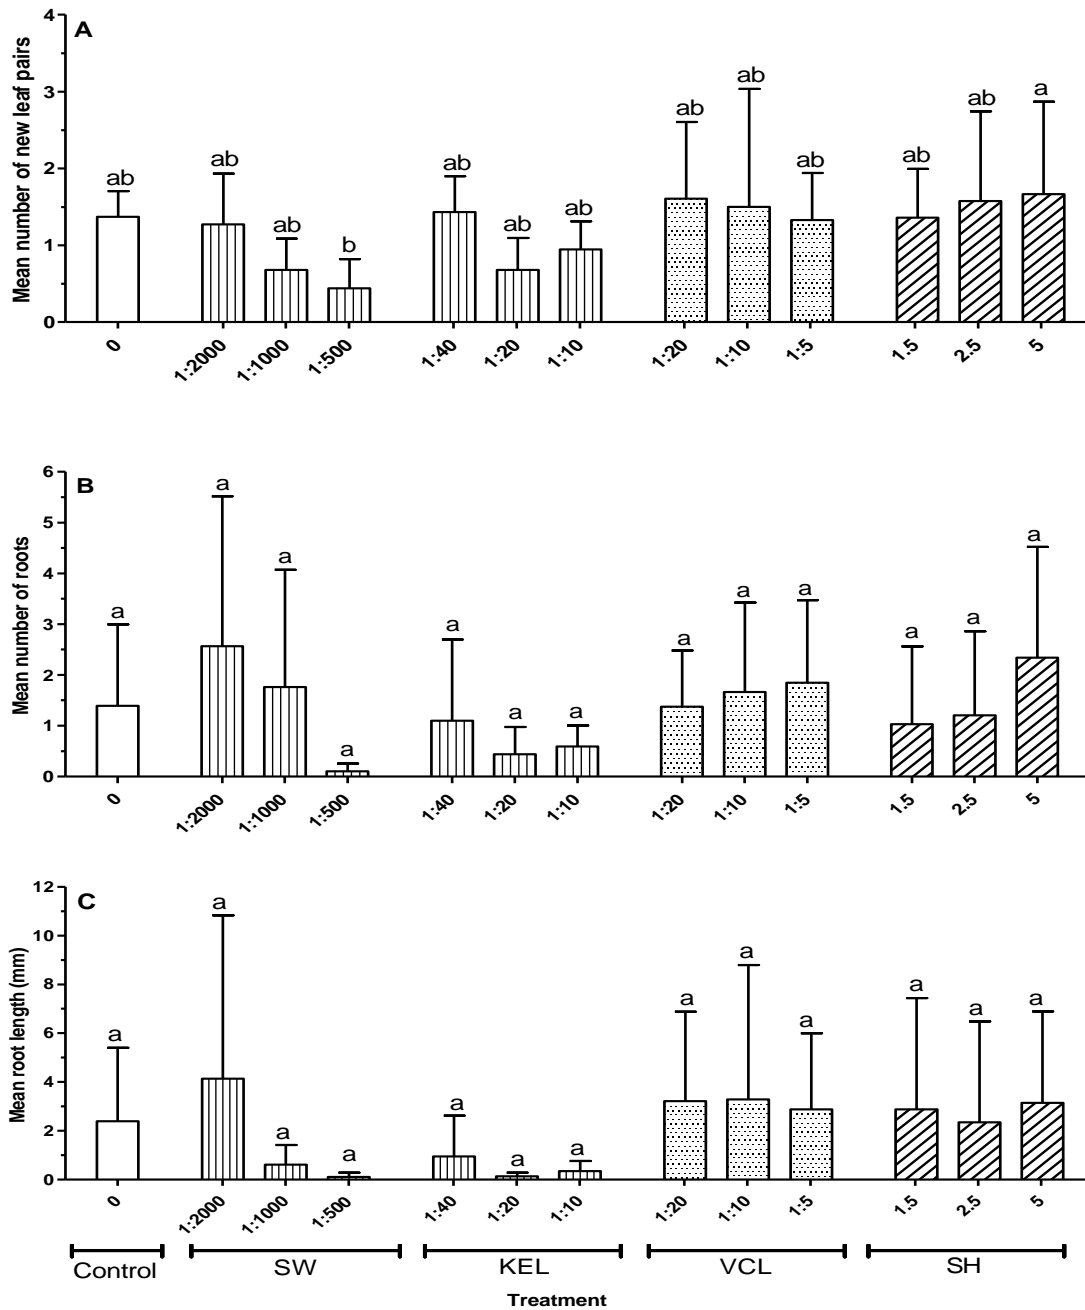 A
Mean number of new leaf pairs
4
3
2
1
0
ab ab ab b ab ab ab ab ab ab ab ab a
0 1:2000 1:1000 1:500 1:40 1:20 1:10 1:20 1:10 1:5 1.5 2.5 5
B
Mean number of roots
6
5
4
3
2
1
0
a a a a a a a a a a a a a
0 1:2000 1:1000 1:500 1:40 1:20 1:10 1:20 1:10 1:5 1.5 2.5 5
C
Mean root length (mm)
12
10
8
6
4
2
0
a a a a a a a a a a a a a
0 1:2000 1:1000 1:500 1:40 1:20 1:10 1:20 1:10 1:5 1.5 2.5 5
Control SW KEL VCL SH
Treatment